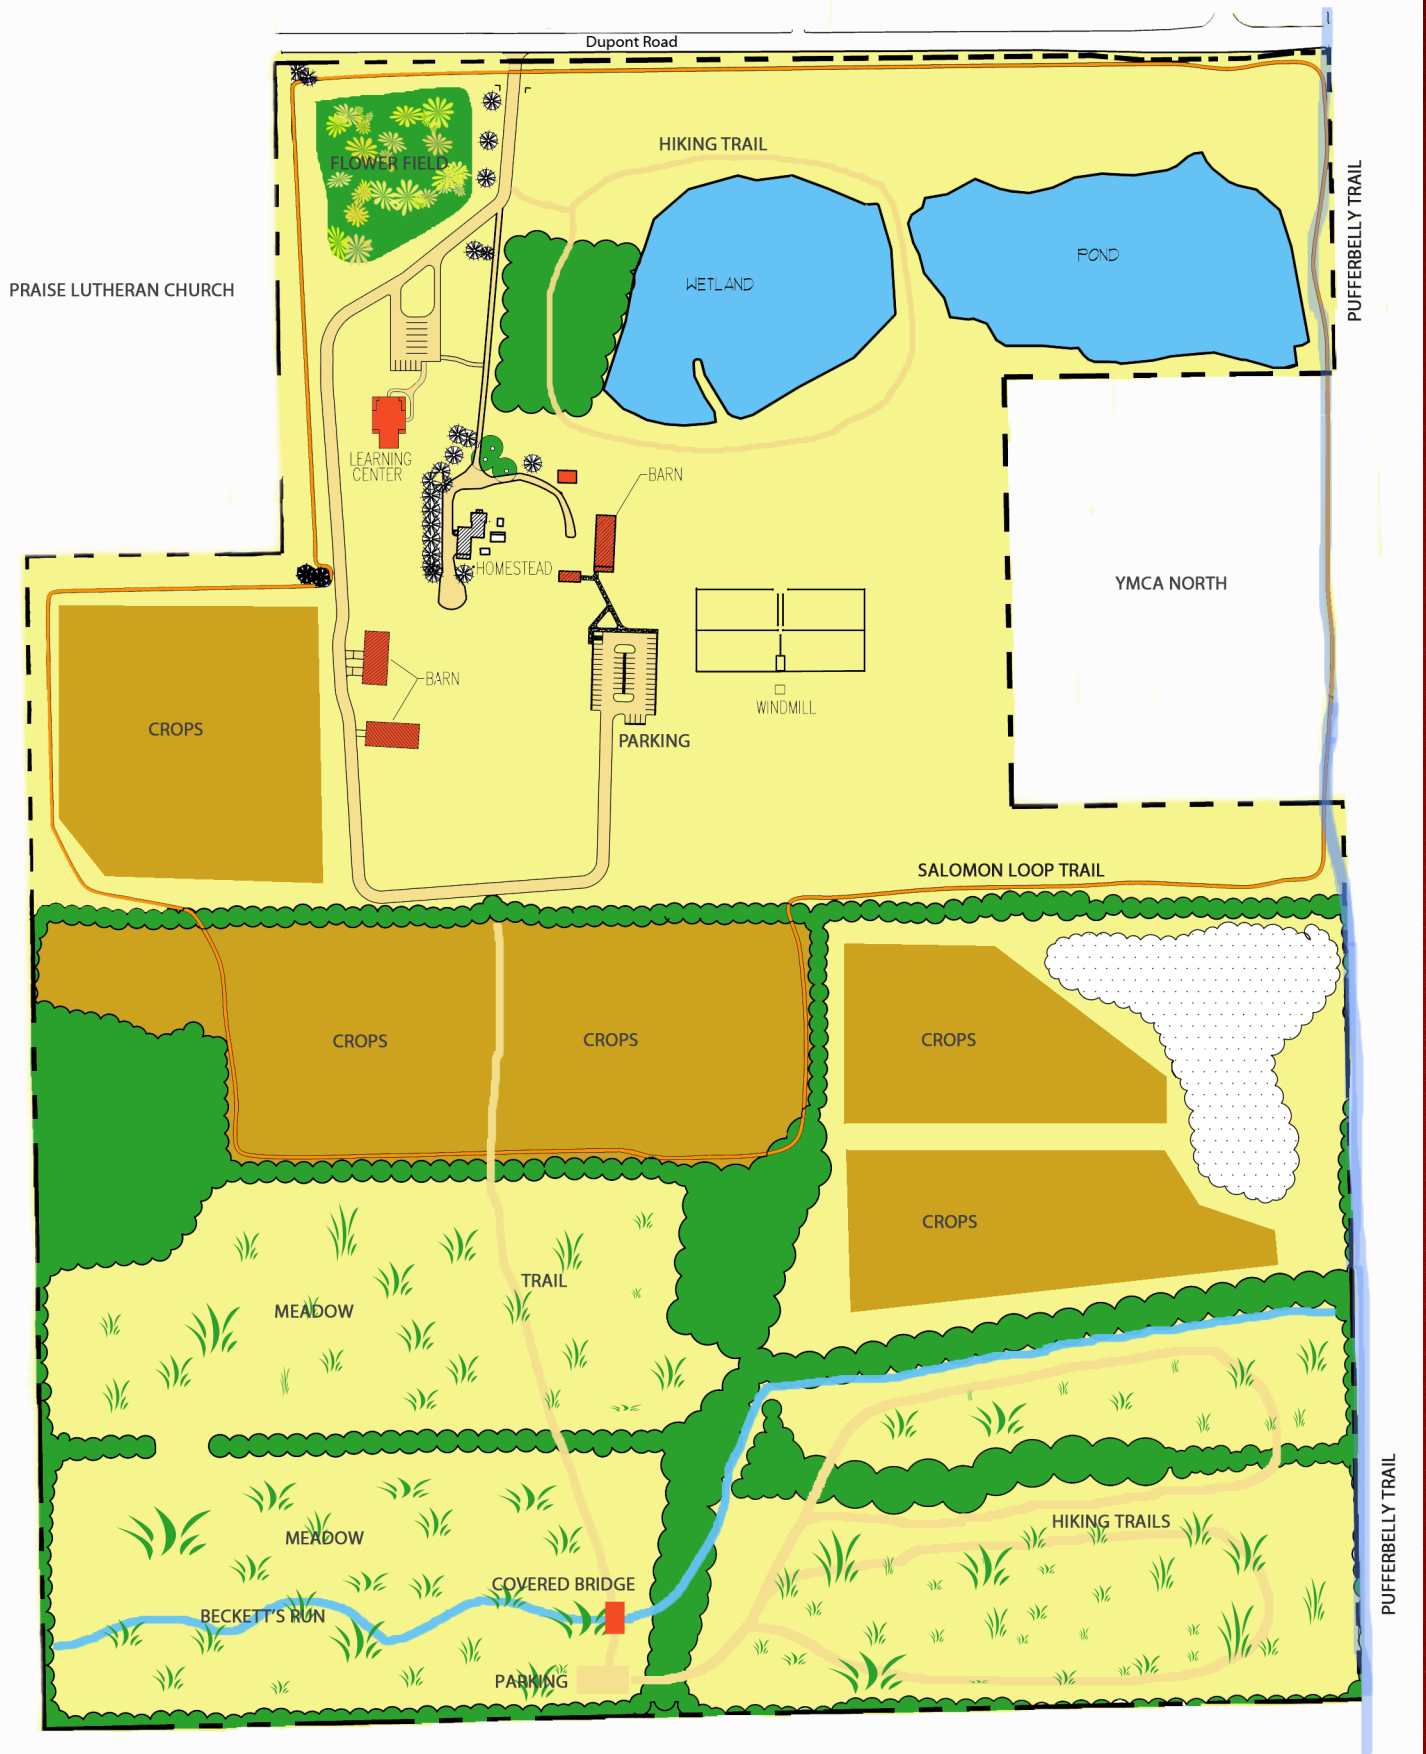 Dupont Road
HIKING TRAIL
FLOWER FIELD
PUFFERBELLY TRAIL
POND
WETLAND
PRAISE LUTHERAN CHURCH
LEARNING
CENTER
BARN
HOMESTEAD
YMCA NORTH
BARN
WINDMILL
CROPS
PARKING
SALOMON LOOP TRAIL
CROPS
CROPS
CROPS
CROPS
TRAIL
MEADOW
PUFFERBELLY TRAIL
HIKING TRAILS
MEADOW
COVERED BRIDGE
BECKETT'S RUN
PARKING